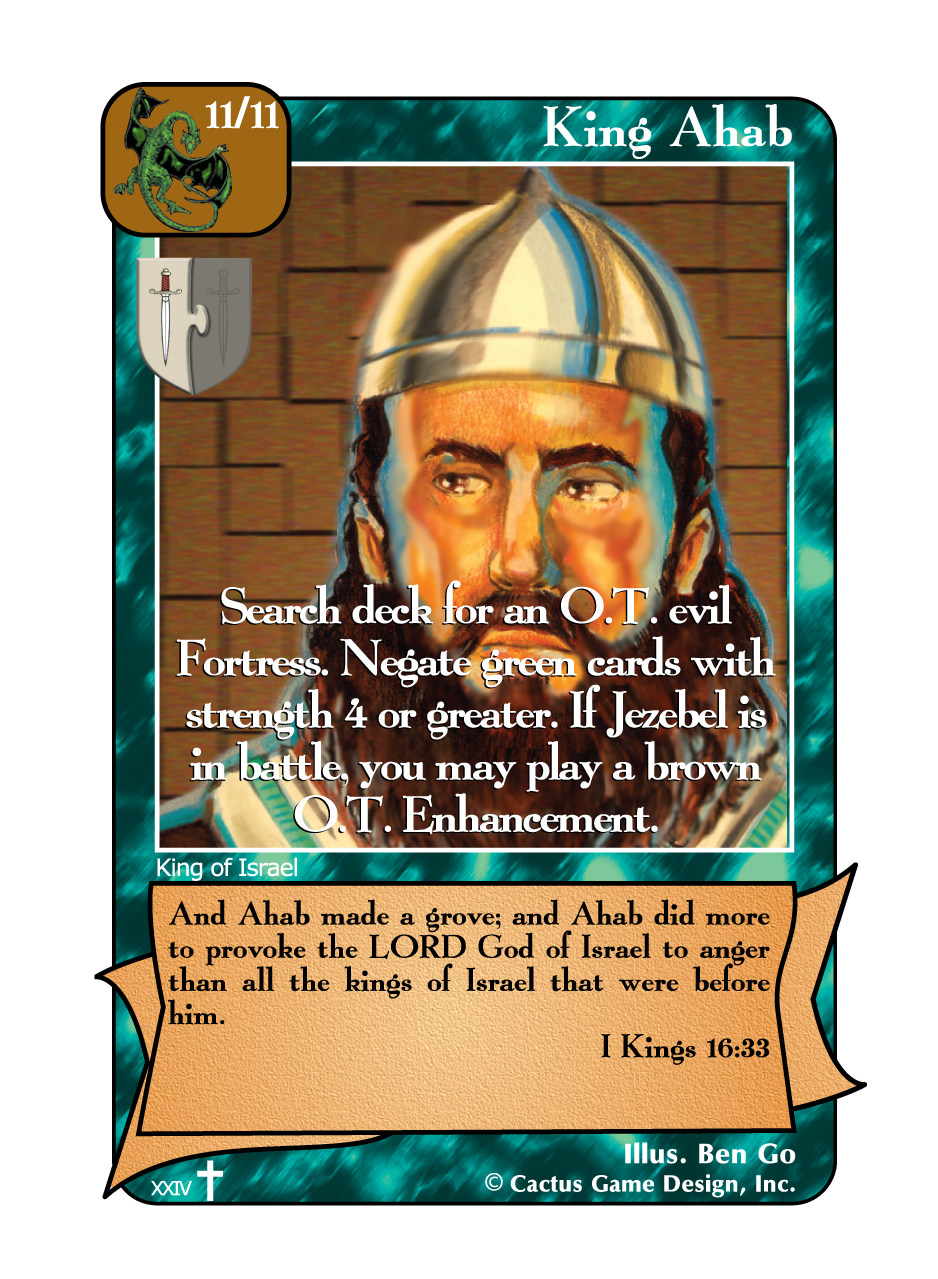 11/11
King Ahab
Search deck for an O.T. evil
Fortress. Negate green cards with
strength 4 or greater. If Jezebel is
in battle, you may play a brown
O.T. Enhancement.
King of Israel
And Ahab made a grove; and Ahab did more
to provoke the LORD God of Israel to anger
than all the kings of Israel that were before
him.
I Kings 16:33
Illus. Ben Go
XXIV
© Cactus Game Design, Inc.